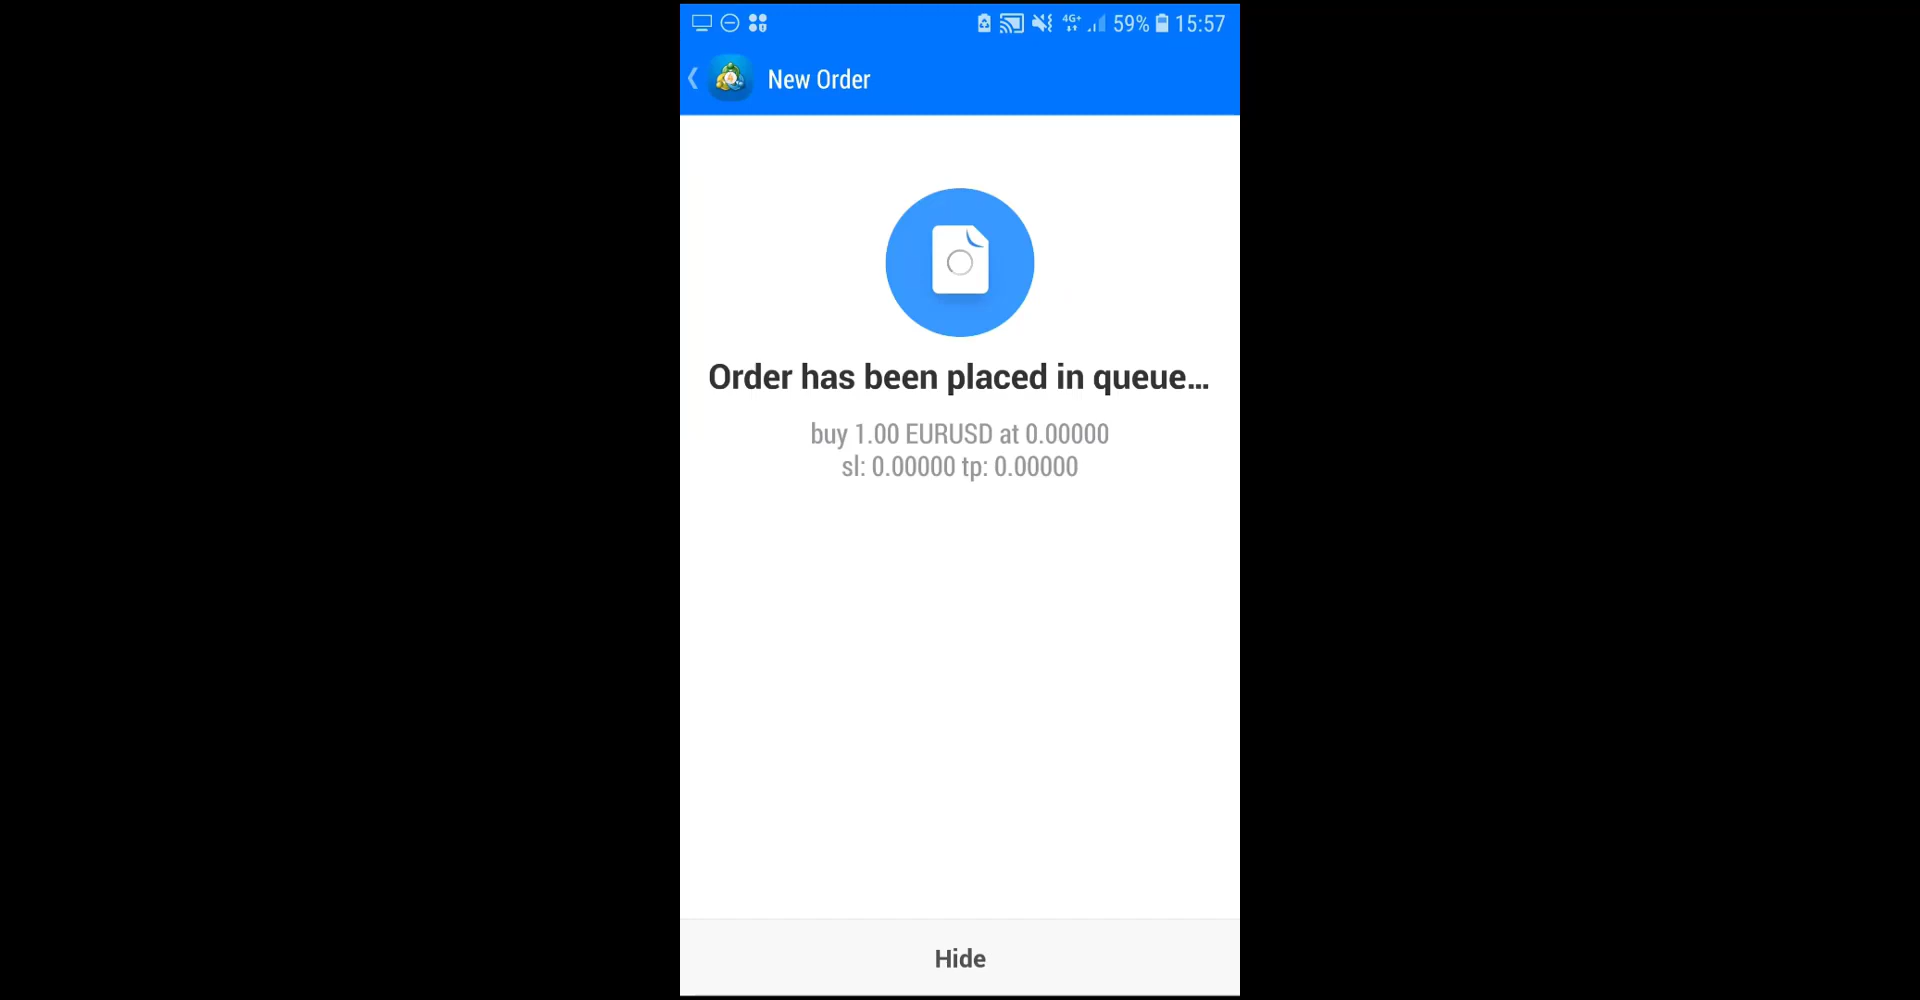 4G+ 59% 15:57
New Order
Order has been placed in queue...
buy 1.00 EURUSD at 0.00000
sl: 0.00000 tp: 0.00000
Hide